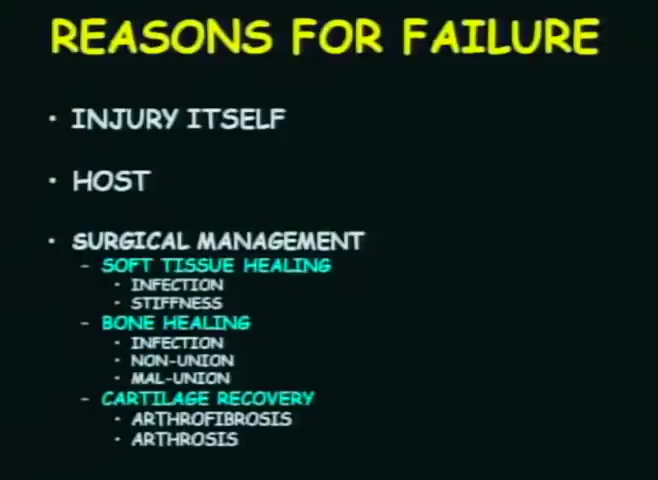 REASONS FOR FAILURE
• INJURY ITSELF
• HOST
• SURGICAL MANAGEMENT
– SOFT TISSUE HEALING
• INFECTION
• STIFFNESS
– BONE HEALING
• INFECTION
• NON-UNION
• MAL-UNION
– CARTILAGE RECOVERY
• ARTHROFIBROSIS
• ARTHROSIS